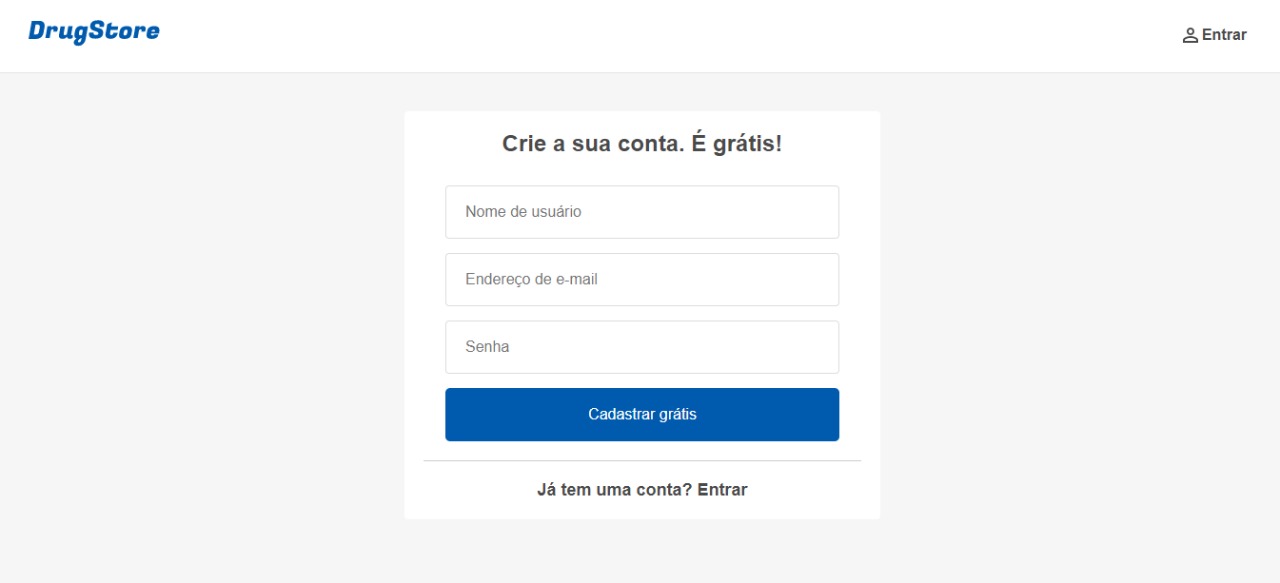 DrugStore
Entrar
Crie a sua conta. É grátis!
Nome de usuário
Endereço de e-mail
Senha
Cadastrar grátis
Já tem uma conta? Entrar